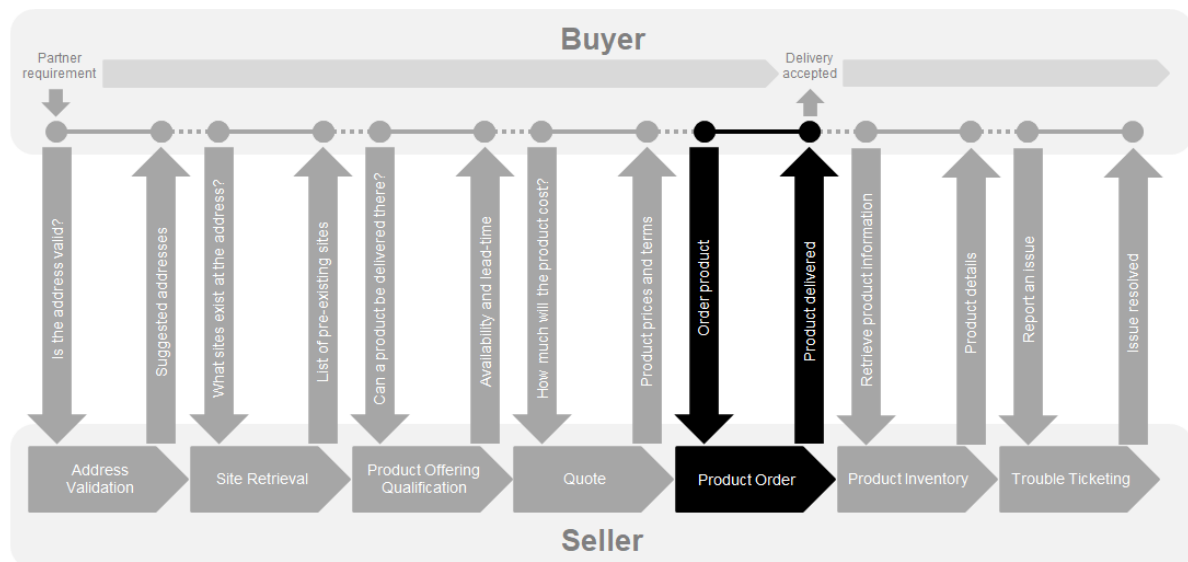 Buyer
Partner
requirement
Delivery
accepted
Is the address valid?
Suggested addresses
What sites exist at the address?
List of pre-existing sites
Can a product be delivered there?
Availability and lead-time
How much will the product cost?
Product prices and terms
Order product
Product delivered
Retrieve product information
Product details
Report an issue
Issue resolved
Address
Validation
Site Retrieval
Product Offering
Qualification
Quote
Product Order
Product Inventory
Trouble Ticketing
Seller